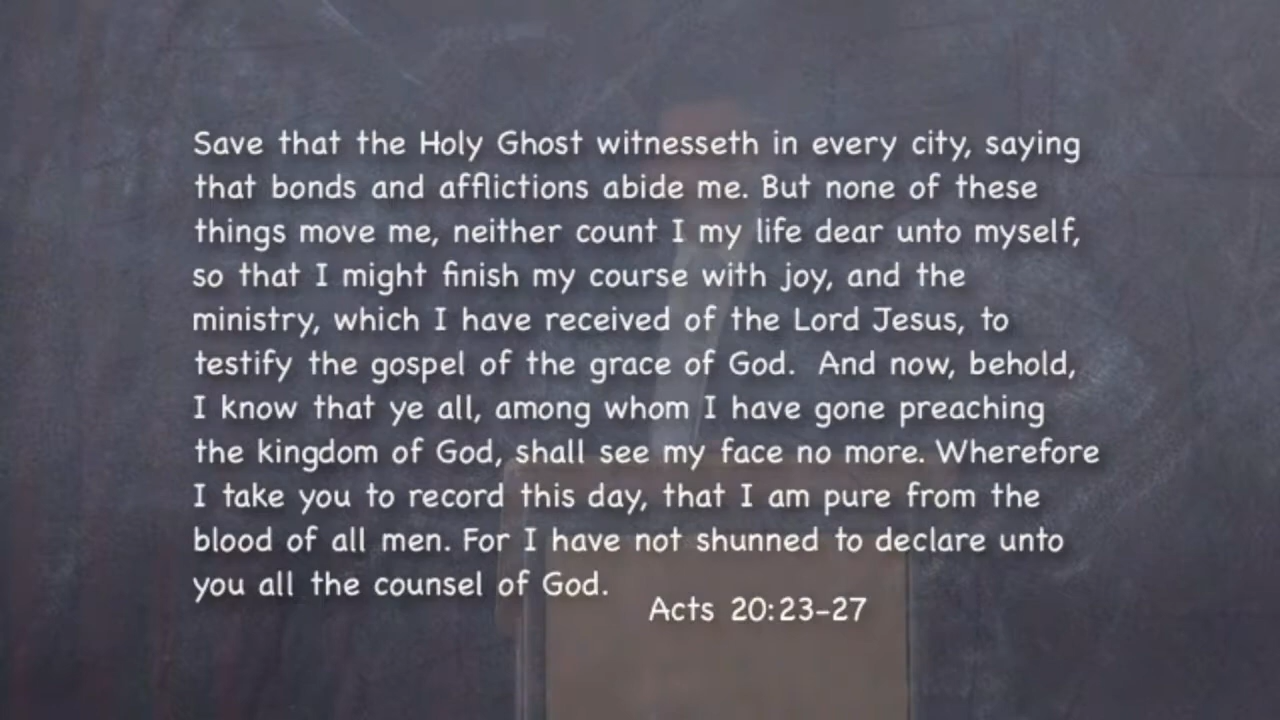 Save that the Holy Ghost witnesseth in every city, saying
that bonds and afflictions abide me. But none of these
things move me, neither count I my life dear unto myself,
so that I might finish my course with joy, and the
ministry, which I have received of the Lord Jesus, to
testify the gospel of the grace of God. And now, behold,
I know that ye all, among whom I have gone preaching
the kingdom of God, shall see my face no more. Wherefore
I take you to record this day, that I am pure from the
blood of all men. For I have not shunned to declare unto
you all the counsel of God.
Acts 20:23-27